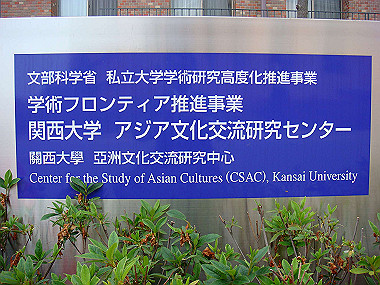 文部科学省 私立大学学術研究高度化推進事業
学術フロンティア推進事業
関西大学 アジア文化交流研究センター
關西大學 亞洲文化交流研究中心
Center for the Study of Asian Cultures (CSAC), Kansai University